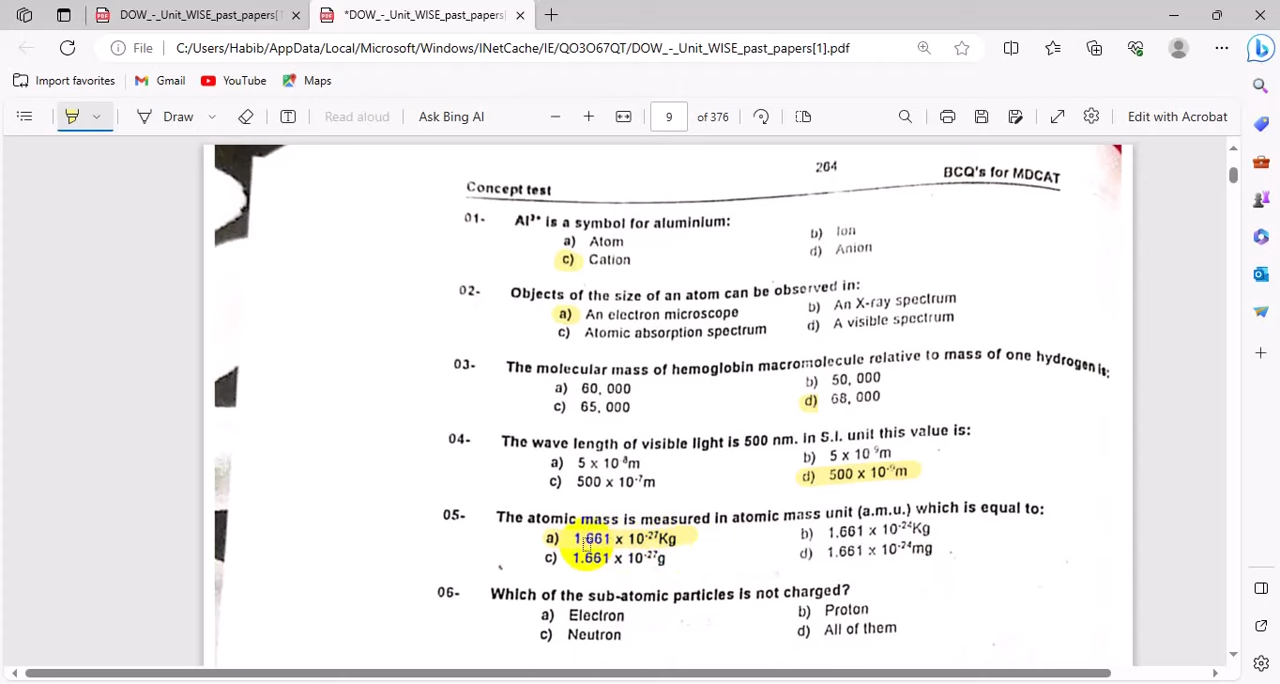 DOW_-_Unit_WISE_past_papers[
*DOW_-_Unit_WISE_past_papers[
File
C:/Users/Habib/AppData/Local/Microsoft/Windows/INetCache/IE/QO3O67QT/DOW_-_Unit_WISE_past_papers[1].pdf
Import favorites
Gmail
YouTube
Maps
Draw
Read aloud
Ask Bing AI
9 of 376
Edit with Acrobat
264
Concept test
BCQ's for MDCAT
01- Al³⁺ is a symbol for aluminium:
a) Atom b) Ion
c) Cation d) Anion
02- Objects of the size of an atom can be observed in:
a) An electron microscope b) An X-ray spectrum
c) Atomic absorption spectrum d) A visible spectrum
03- The molecular mass of hemoglobin macromolecule relative to mass of one hydrogen is:
a) 60, 000 b) 50, 000
c) 65, 000 d) 68, 000
04- The wave length of visible light is 500 nm. In S.I. unit this value is:
a) 5 x 10⁻⁸m b) 5 x 10⁻⁹m
c) 500 x 10⁻⁷m d) 500 x 10⁻⁹m
05- The atomic mass is measured in atomic mass unit (a.m.u.) which is equal to:
a) 1.661 x 10⁻²⁷Kg b) 1.661 x 10⁻²⁴Kg
c) 1.661 x 10⁻²⁷g d) 1.661 x 10⁻²⁴mg
06- Which of the sub-atomic particles is not charged?
a) Electron b) Proton
c) Neutron d) All of them